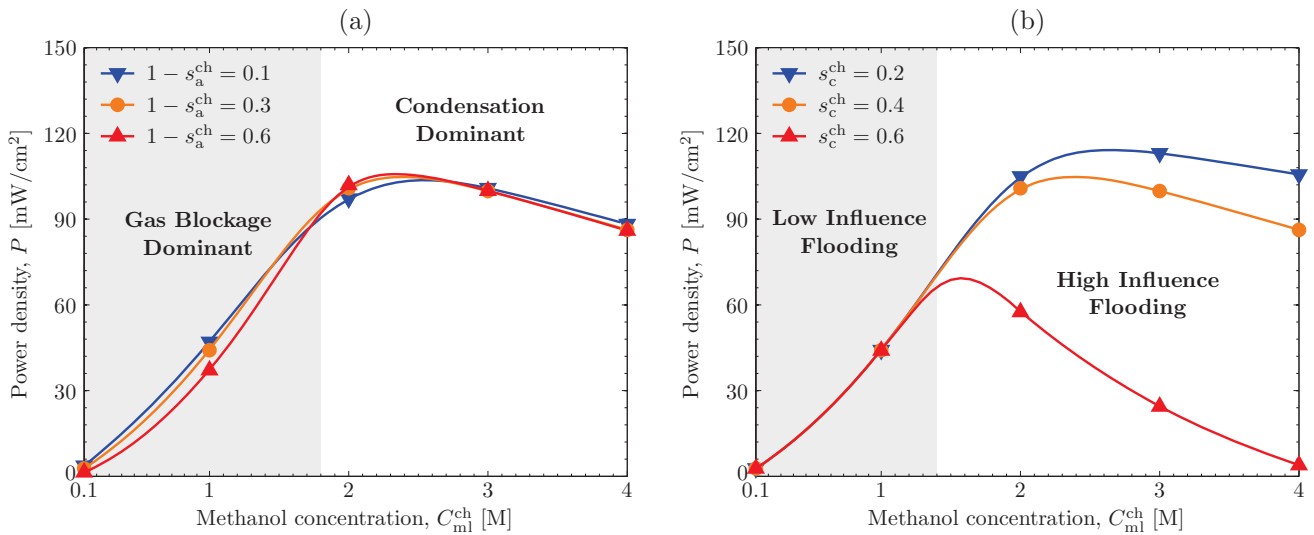 (a)
150
120
90
60
30
0
Power density, P [mW/cm²]
1 − s_a^ch = 0.1
1 − s_a^ch = 0.3
1 − s_a^ch = 0.6
Condensation
Dominant
Gas Blockage
Dominant
0.1 1 2 3 4
Methanol concentration, C_ml^ch [M]
(b)
150
120
90
60
30
0
Power density, P [mW/cm²]
s_c^ch = 0.2
s_c^ch = 0.4
s_c^ch = 0.6
Low Influence
Flooding
High Influence
Flooding
0.1 1 2 3 4
Methanol concentration, C_ml^ch [M]